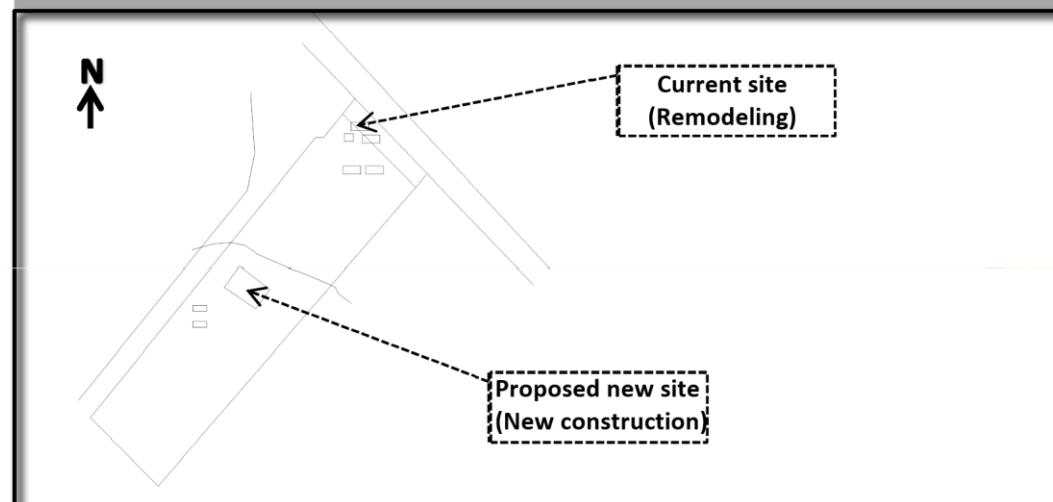 N
Current site
(Remodeling)
Proposed new site
(New construction)